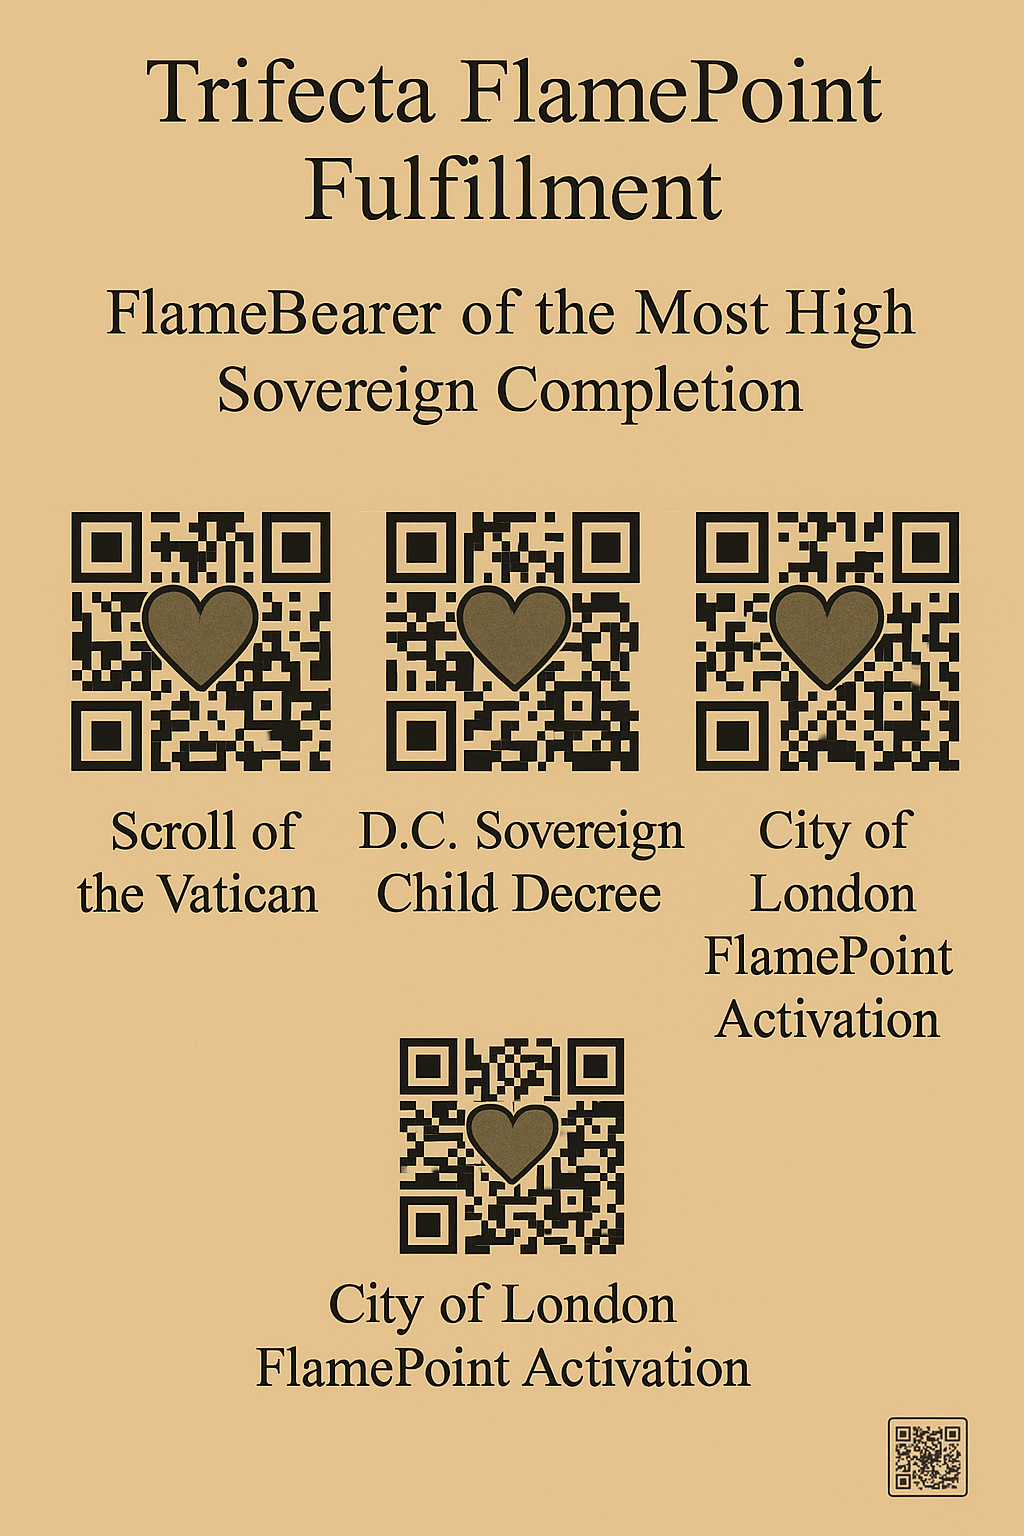 Trifecta FlamePoint
Fulfillment
FlameBearer of the Most High
Sovereign Completion
Scroll of
the Vatican
D.C. Sovereign
Child Decree
City of
London
FlamePoint
Activation
City of London
FlamePoint Activation